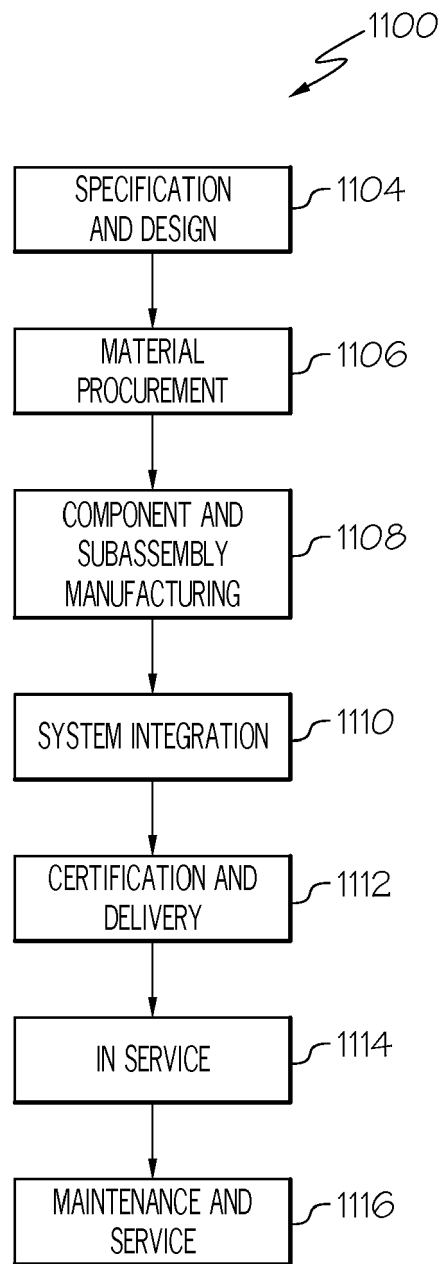 1100
SPECIFICATION
AND DESIGN
1104
MATERIAL
PROCUREMENT
1106
COMPONENT AND
SUBASSEMBLY
MANUFACTURING
1108
SYSTEM INTEGRATION
1110
CERTIFICATION AND
DELIVERY
1112
IN SERVICE
1114
MAINTENANCE AND
SERVICE
1116